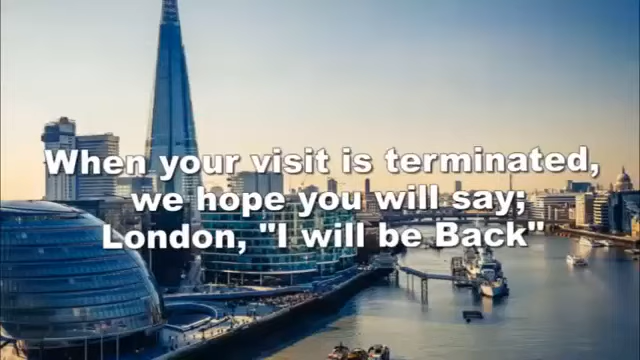 When your visit is terminated,
we hope you will say;
London, "I will be Back"